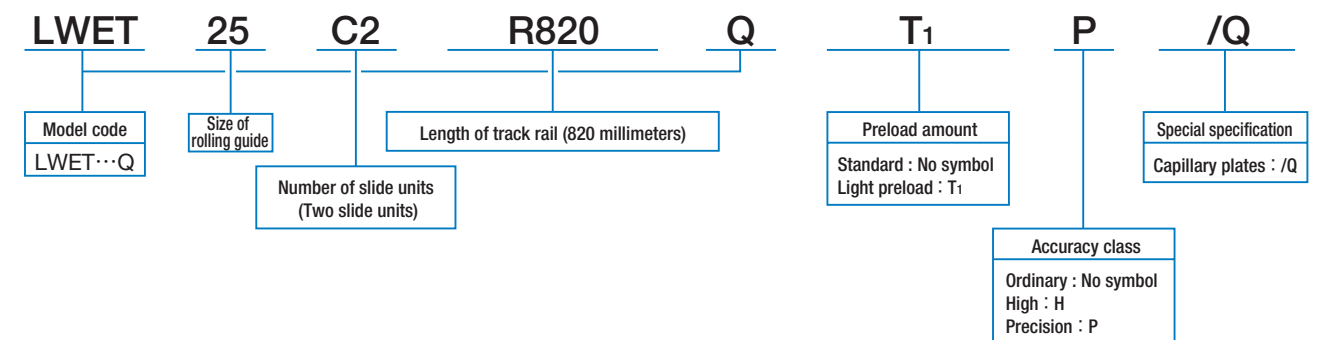 LWET 25 C2 R820 Q T1 P /Q
Model code
LWET…Q
Size of
rolling guide
Number of slide units
(Two slide units)
Length of track rail (820 millimeters)
Preload amount
Standard : No symbol
Light preload : T1
Accuracy class
Ordinary : No symbol
High : H
Precision : P
Special specification
Capillary plates : /Q